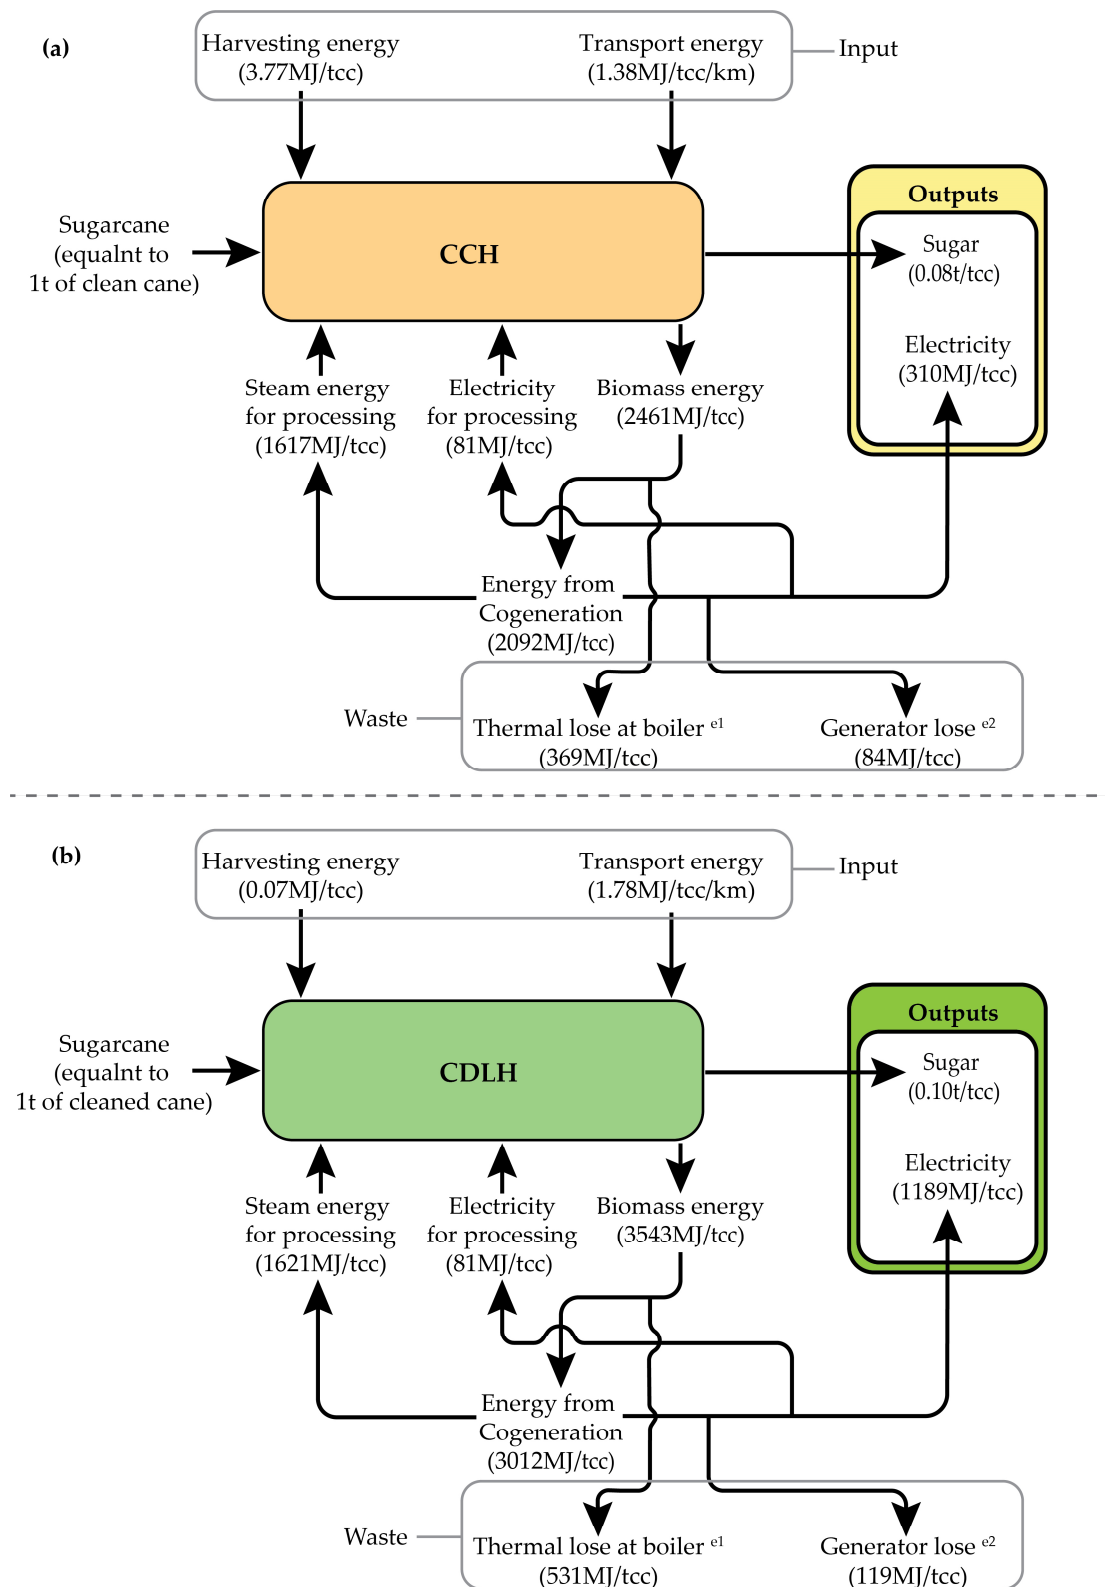 (a)
Harvesting energy
(3.77MJ/tcc)
Transport energy
(1.38MJ/tcc/km)
Input
Sugarcane
(equalnt to
1t of clean cane)
CCH
Outputs
Sugar
(0.08t/tcc)
Electricity
(310MJ/tcc)
Steam energy
for processing
(1617MJ/tcc)
Electricity
for processing
(81MJ/tcc)
Biomass energy
(2461MJ/tcc)
Energy from
Cogeneration
(2092MJ/tcc)
Waste
Thermal lose at boiler e1
(369MJ/tcc)
Generator lose e2
(84MJ/tcc)
(b)
Harvesting energy
(0.07MJ/tcc)
Transport energy
(1.78MJ/tcc/km)
Input
Sugarcane
(equalnt to
1t of cleaned cane)
CDLH
Outputs
Sugar
(0.10t/tcc)
Electricity
(1189MJ/tcc)
Steam energy
for processing
(1621MJ/tcc)
Electricity
for processing
(81MJ/tcc)
Biomass energy
(3543MJ/tcc)
Energy from
Cogeneration
(3012MJ/tcc)
Waste
Thermal lose at boiler e1
(531MJ/tcc)
Generator lose e2
(119MJ/tcc)